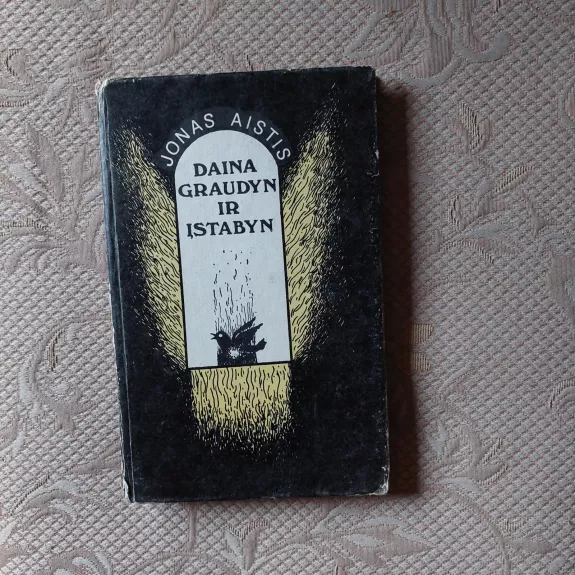 JONAS AISTIS
DAINA
GRAUDYN
IR
ĮSTABYN